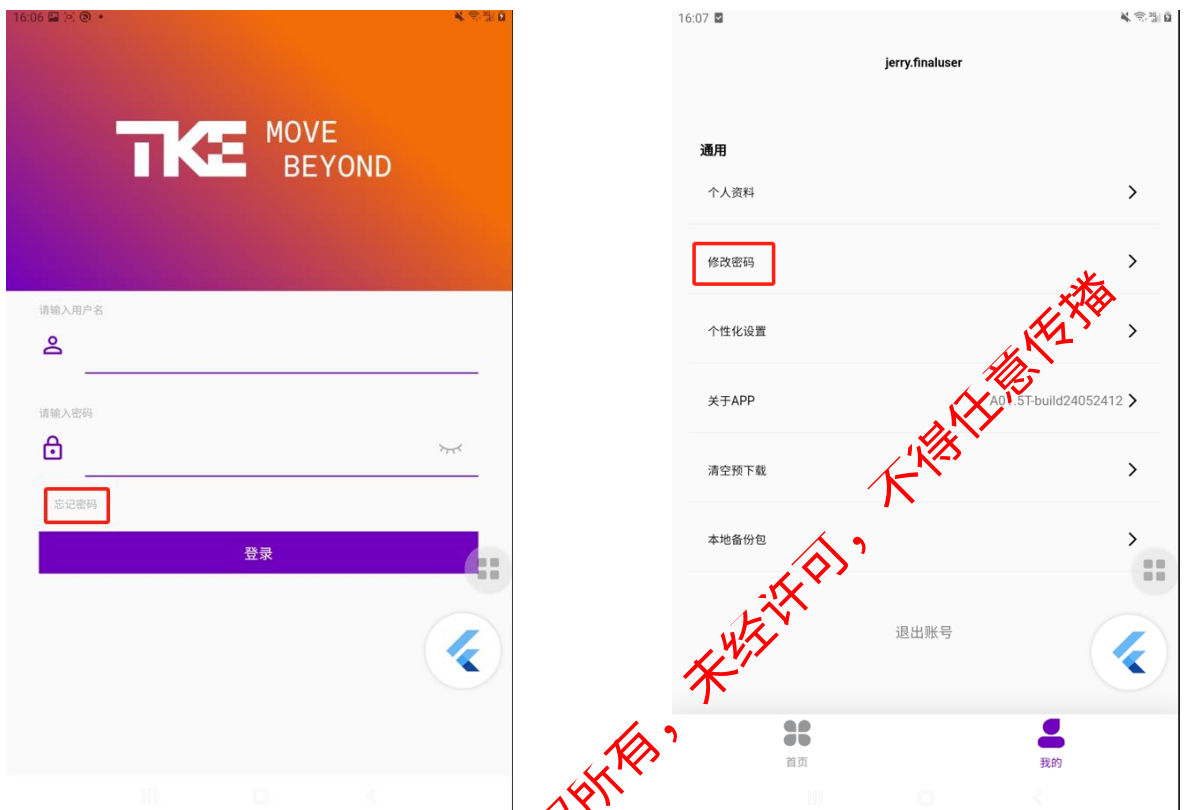 16:06
TKE MOVE
BEYOND
请输入用户名
请输入密码
忘记密码
登录
16:07
jerry.finaluser
通用
个人资料
修改密码
个性化设置
关于APP
清空预下载
本地备份包
退出账号
首页
我的
所有，未经许可，不得任意传播